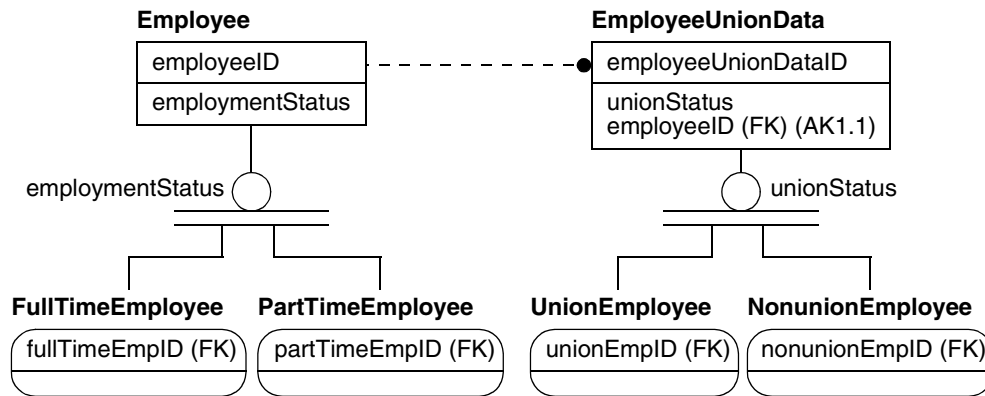 Employee
employeeID
employmentStatus
employmentStatus
FullTimeEmployee
fullTimeEmpID (FK)
PartTimeEmployee
partTimeEmpID (FK)
EmployeeUnionData
employeeUnionDataID
unionStatus
employeeID (FK) (AK1.1)
unionStatus
UnionEmployee
unionEmpID (FK)
NonunionEmployee
nonunionEmpID (FK)